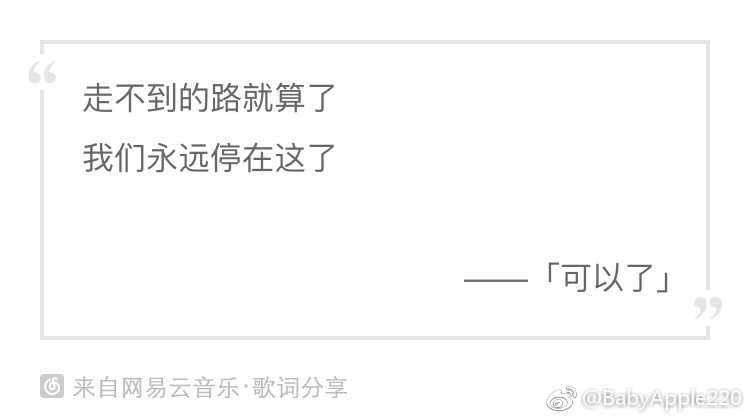 “
走不到的路就算了
我们永远停在这了
——「可以了」
”
来自网易云音乐·歌词分享
@BabyApple220